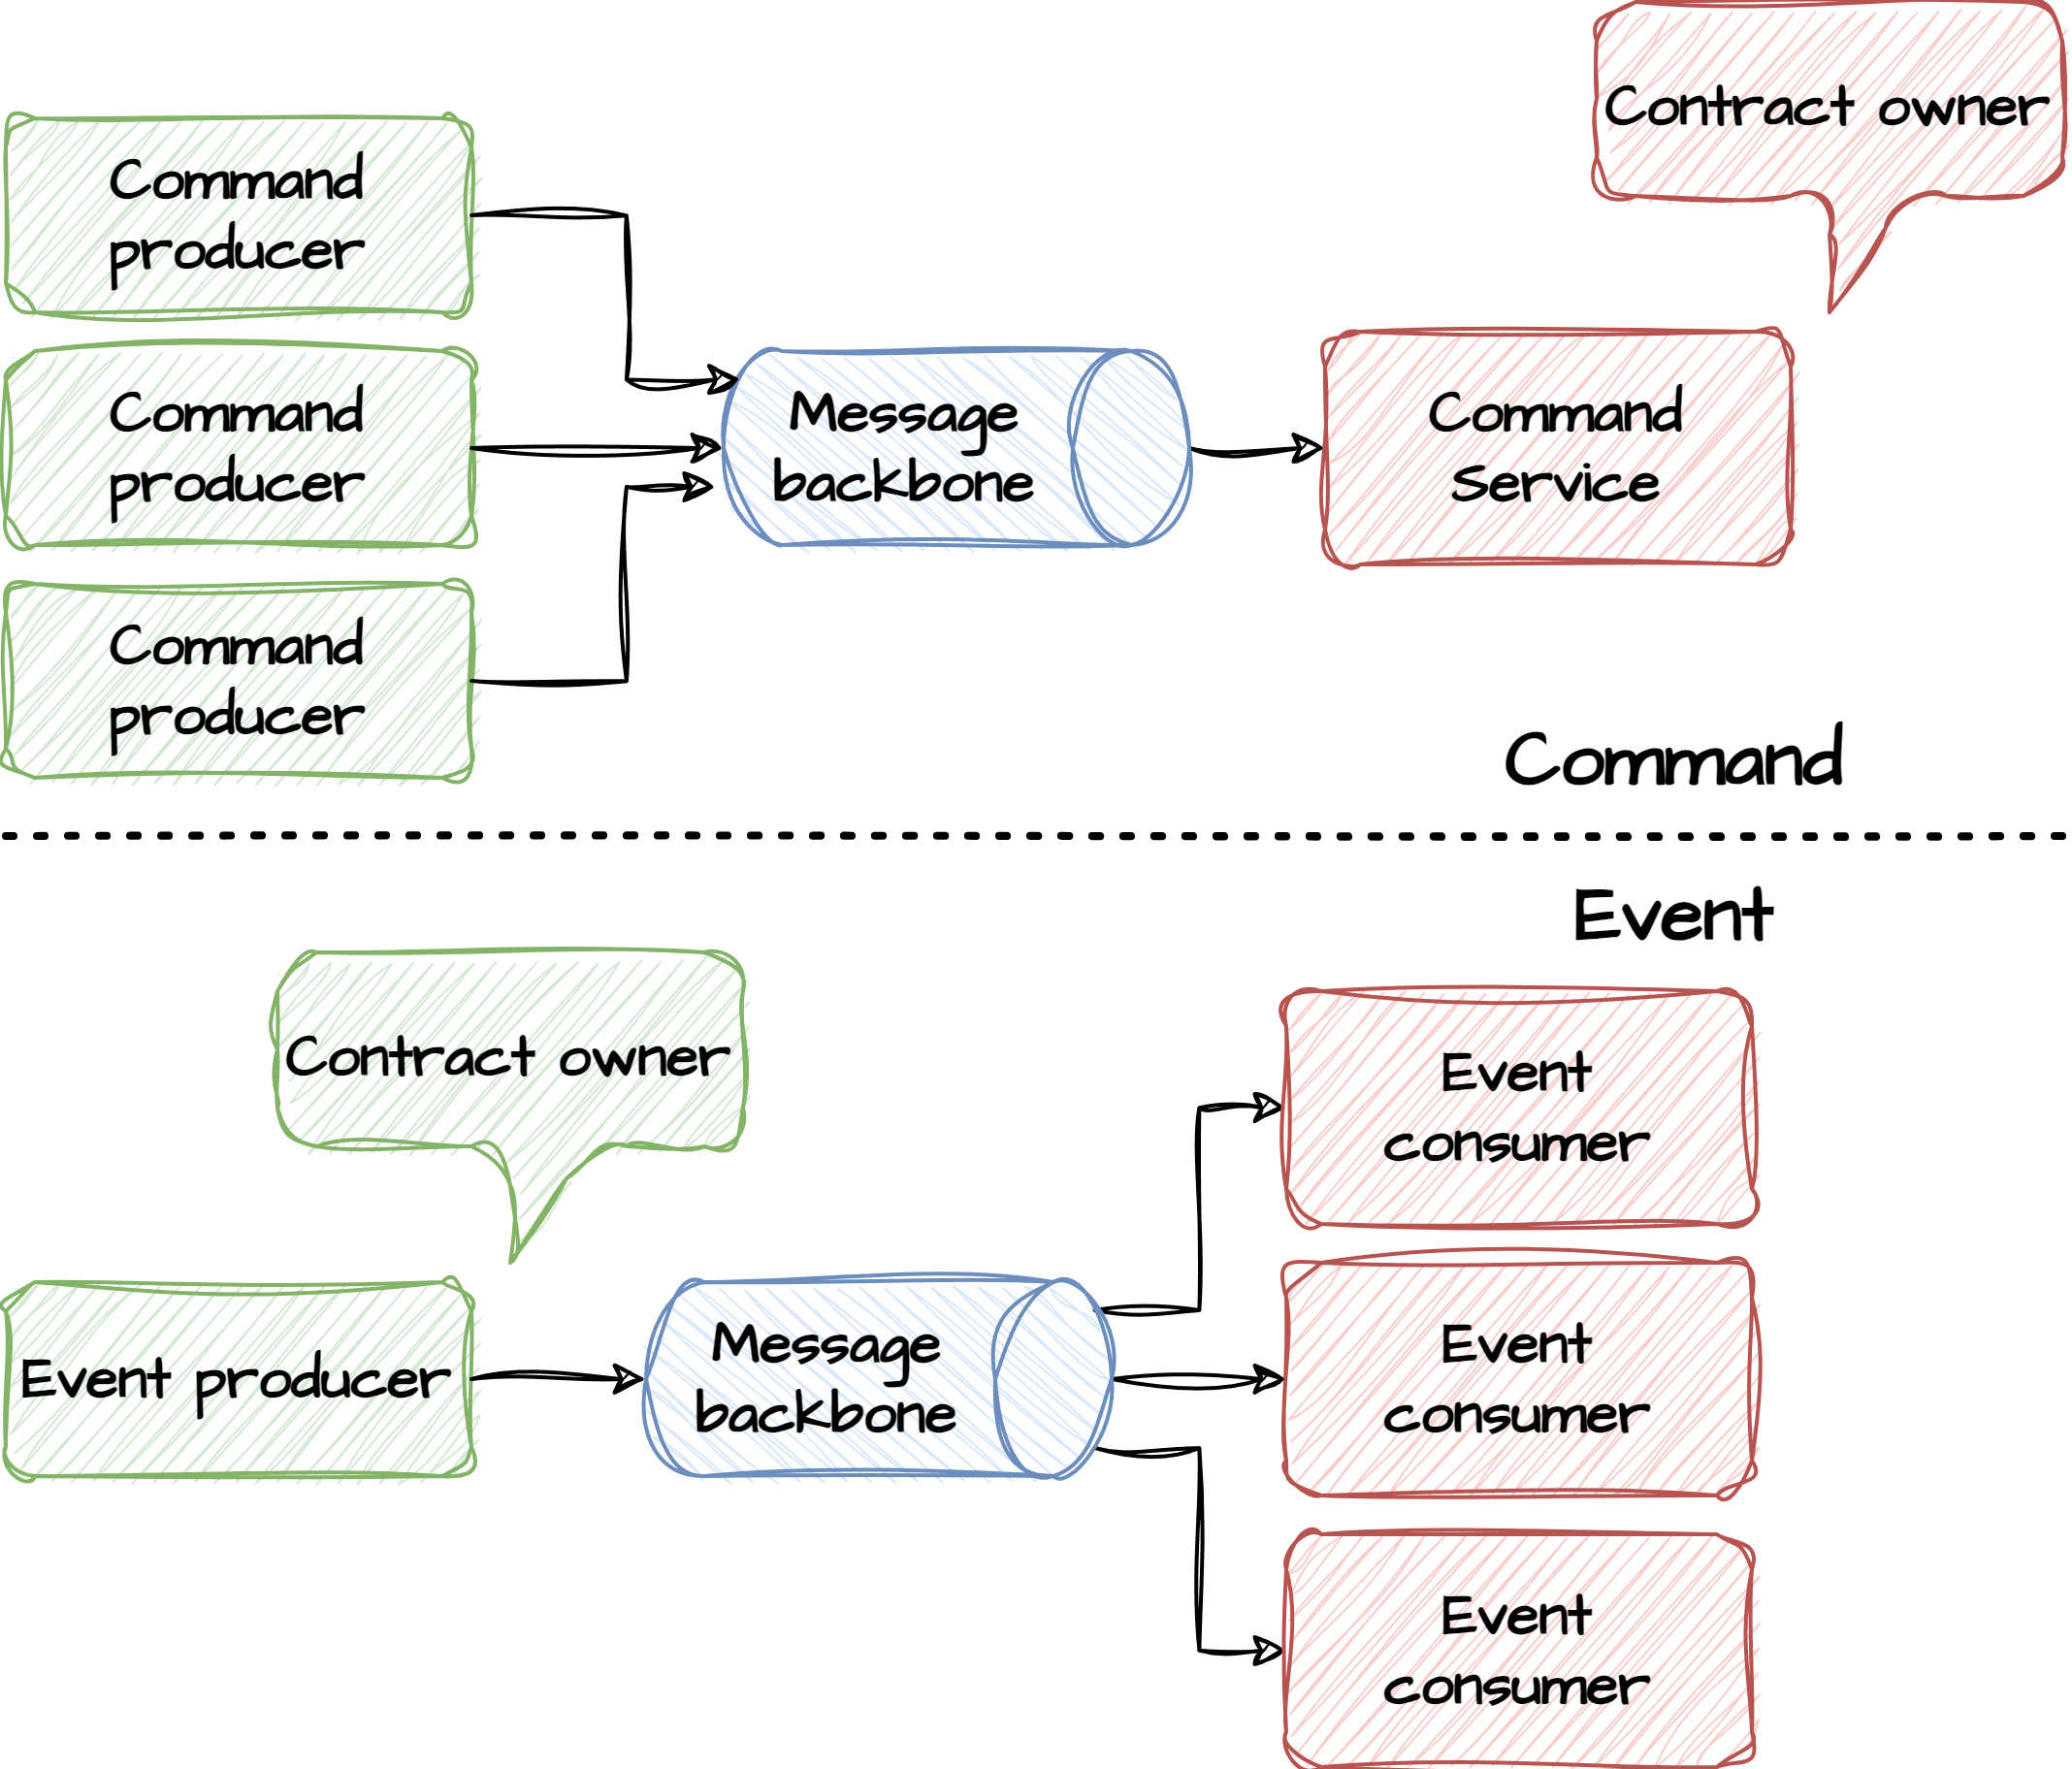 Contract owner
Command
producer
Command
producer
Message
backbone
Command
Service
Command
producer
Command
Event
Contract owner
Event
consumer
Event producer
Message
backbone
Event
consumer
Event
consumer